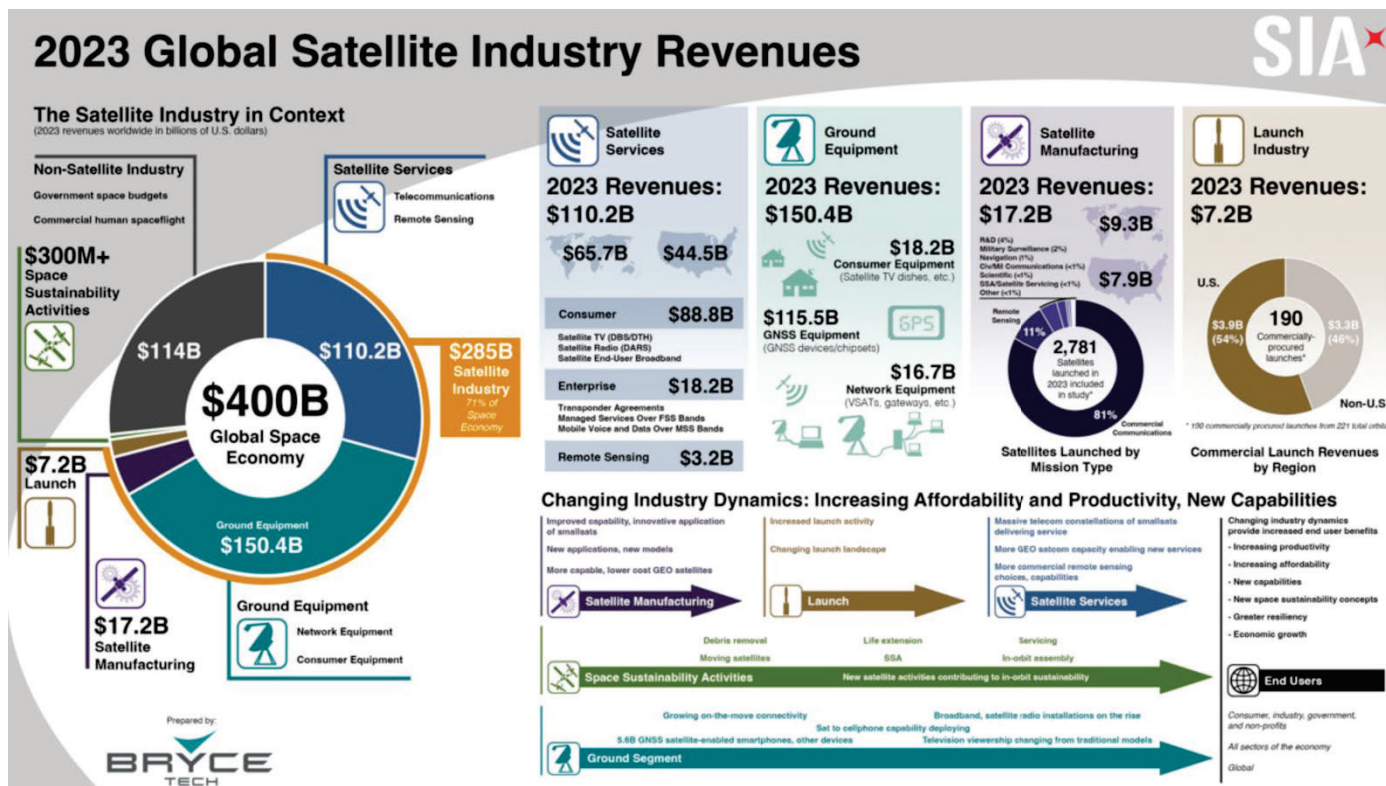 2023 Global Satellite Industry Revenues
SIA
The Satellite Industry in Context
(2023 revenues worldwide in billions of U.S. dollars)
Non-Satellite Industry
Government space budgets
Commercial human spaceflight
Satellite Services
Telecommunications
Remote Sensing
$300M+
Space
Sustainability
Activities
$114B
$110.2B
$285B
Satellite
Industry
71% of
Space
Economy
$400B
Global Space
Economy
$7.2B
Launch
Ground Equipment
$150.4B
$17.2B
Satellite
Manufacturing
Ground Equipment
Network Equipment
Consumer Equipment
Prepared by:
BRYCE
TECH
Satellite
Services
2023 Revenues:
$110.2B
$65.7B
$44.5B
Consumer $88.8B
Satellite TV (DBS/DTH)
Satellite Radio (DARS)
Satellite End-User Broadband
Enterprise $18.2B
Transponder Agreements
Managed Services Over FSS Bands
Mobile Voice and Data Over MSS Bands
Remote Sensing $3.2B
Ground
Equipment
2023 Revenues:
$150.4B
$18.2B
Consumer Equipment
(Satellite TV dishes, etc.)
$115.5B
GNSS Equipment
(GNSS devices/chipsets)
GPS
$16.7B
Network Equipment
(VSATs, gateways, etc.)
Satellite
Manufacturing
2023 Revenues:
$17.2B
$9.3B
$7.9B
R&D (4%)
Military Surveillance (2%)
Navigation (1%)
Civ/Mil Communications (<1%)
Scientific (<1%)
SSA/Satellite Servicing (<1%)
Other (<1%)
Remote
Sensing
11%
2,781
Satellites
launched in
2023 included
in study*
81%
Commercial
Communications
Satellites Launched by
Mission Type
Launch
Industry
2023 Revenues:
$7.2B
U.S.
$3.9B
(54%)
190
Commercially-
procured
launches*
$3.3B
(46%)
Non-U.S
* 190 commercially procured launches from 221 total orbita
Commercial Launch Revenues
by Region
Changing Industry Dynamics: Increasing Affordability and Productivity, New Capabilities
Improved capability, innovative application
of smallsats
New applications, new models
More capable, lower cost GEO satellites
Satellite Manufacturing
Increased launch activity
Changing launch landscape
Launch
Massive telecom constellations of smallsats
delivering service
More GEO satcom capacity enabling new services
More commercial remote sensing
choices, capabilities
Satellite Services
Changing industry dynamics
provide increased end user benefits
- Increasing productivity
- Increasing affordability
- New capabilities
- New space sustainability concepts
- Greater resiliency
- Economic growth
Debris removal Life extension Servicing
Moving satellites SSA In-orbit assembly
Space Sustainability Activities New satellite activities contributing to in-orbit sustainability
End Users
Consumer, industry, government,
and non-profits
All sectors of the economy
Global
Growing on-the-move connectivity Broadband, satellite radio installations on the rise
Sat to cellphone capability deploying
5.6B GNSS satellite-enabled smartphones, other devices Television viewership changing from traditional models
Ground Segment